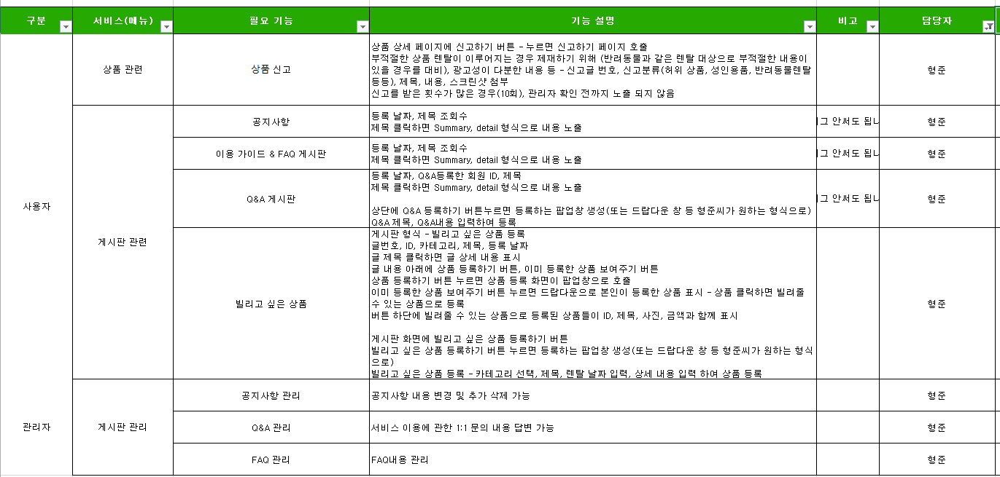 구분 서비스(메뉴) 필요 기능 기능 설명 비고 담당자
사용자
상품 관련
상품 신고
상품 상세 페이지에 신고하기 버튼 - 누르면 신고하기 페이지 호출
부적절한 상품 렌탈이 이루어지는 경우 제재하기 위해 (반려동물과 같은 렌탈 대상으로 부적절한 내용이
있을 경우를 대비), 광고성이 다분한 내용 등 - 신고글 번호, 신고분류(허위 상품, 성인용품, 반려동물렌탈
등등), 제목, 내용, 스크린샷 첨부
신고를 받은 횟수가 많은 경우(10회), 관리자 확인 전까지 노출 되지 않음
형준
게시판 관련
공지사항
등록 날짜, 제목 조회수
제목 클릭하면 Summary, detail 형식으로 내용 노출
그 안써도 됩니
형준
이용 가이드 & FAQ 게시판
등록 날짜, 제목 조회수
제목 클릭하면 Summary, detail 형식으로 내용 노출
그 안써도 됩니
형준
Q&A 게시판
등록 날짜, Q&A등록한 회원 ID, 제목
제목 클릭하면 Summary, detail 형식으로 내용 노출
상단에 Q&A 등록하기 버튼누르면 등록하는 팝업창 생성(또는 드랍다운 창 등 형준씨가 원하는 형식으로)
Q&A 제목, Q&A내용 입력하여 등록
그 안써도 됩니
형준
빌리고 싶은 상품
게시판 형식 - 빌리고 싶은 상품 등록
글번호, ID, 카테고리, 제목, 등록 날짜
글 제목 클릭하면 글 상세 내용 표시
글 내용 아래에 상품 등록하기 버튼, 이미 등록한 상품 보여주기 버튼
상품 등록하기 버튼 누르면 상품 등록 화면이 팝업창으로 호출
이미 등록한 상품 보여주기 버튼 누르면 드랍다운으로 본인이 등록한 상품 표시 - 상품 클릭하면 빌려줄
수 있는 상품으로 등록
버튼 하단에 빌려줄 수 있는 상품으로 등록된 상품들이 ID, 제목, 사진, 금액과 함께 표시
게시판 화면에 빌리고 싶은 상품 등록하기 버튼
빌리고 싶은 상품 등록하기 버튼 누르면 등록하는 팝업창 생성(또는 드랍다운 창 등 형준씨가 원하는 형식
으로)
빌리고 싶은 상품 등록 - 카테고리 선택, 제목, 렌탈 날짜 입력, 상세 내용 입력 하여 상품 등록
형준
관리자
게시판 관리
공지사항 관리
공지사항 내용 변경 및 추가 삭제 가능
형준
Q&A 관리
서비스 이용에 관한 1:1 문의 내용 답변 가능
형준
FAQ 관리
FAQ내용 관리
형준